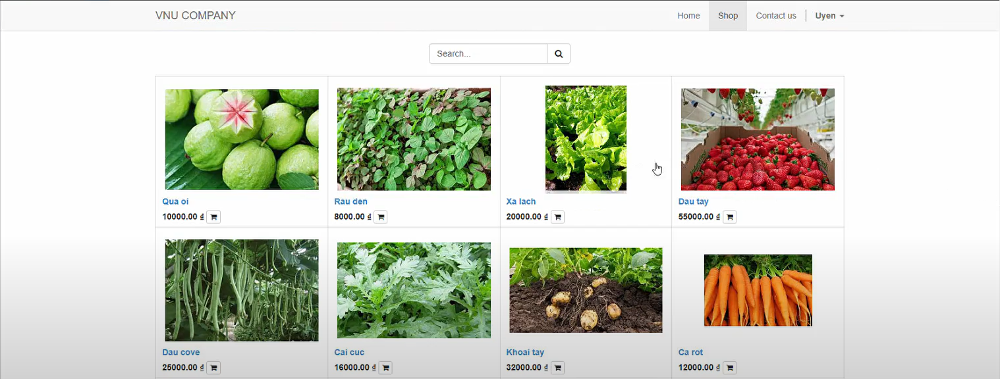 VNU COMPANY
Home Shop Contact us Uyen
Search...
Qua oi
10000.00 ₫
Rau den
8000.00 ₫
Xa lach
20000.00 ₫
Dau tay
55000.00 ₫
Dau cove
25000.00 ₫
Cai cuc
16000.00 ₫
Khoai tay
32000.00 ₫
Ca rot
12000.00 ₫